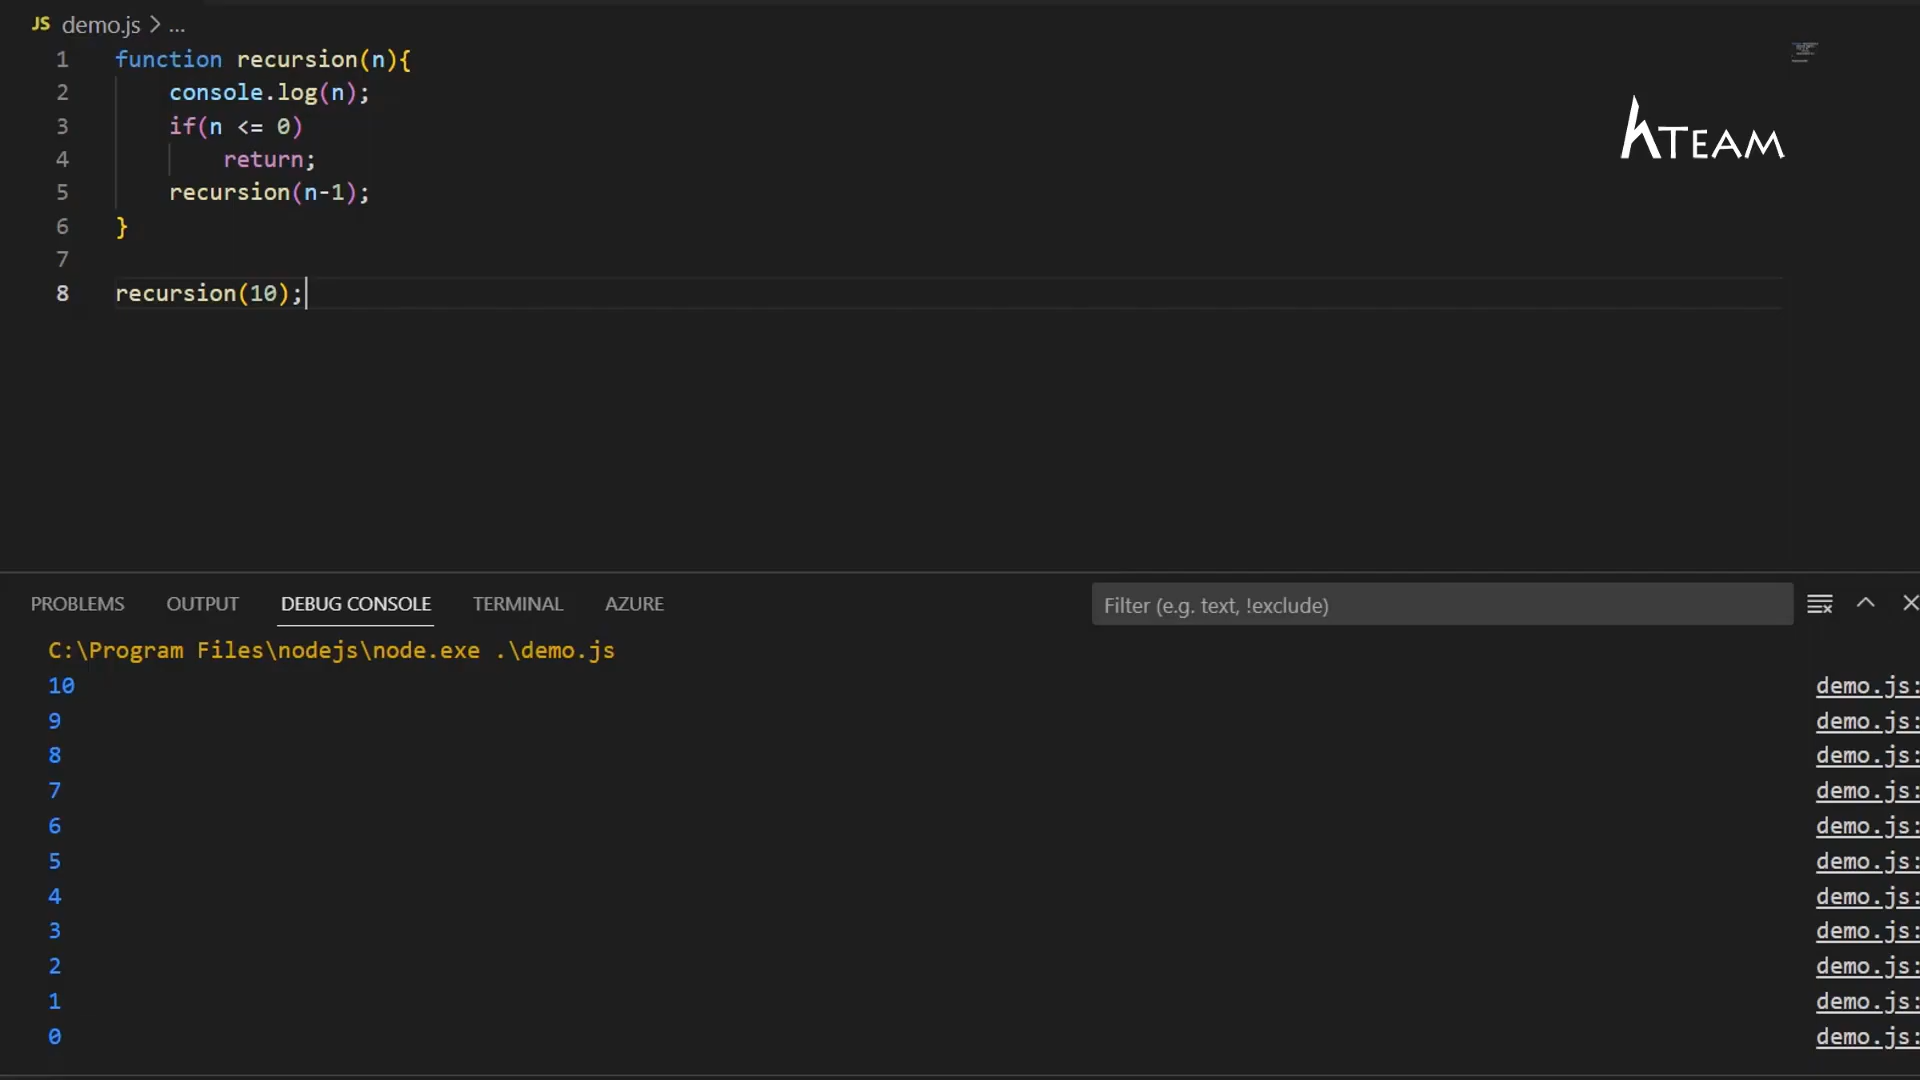 JS demo.js > ...
1 function recursion(n){
2 console.log(n);
3 if(n <= 0)
4 return;
5 recursion(n-1);
6 }
7
8 recursion(10);
KTEAM
PROBLEMS OUTPUT DEBUG CONSOLE TERMINAL AZURE Filter (e.g. text, !exclude)
C:\Program Files\nodejs\node.exe .\demo.js
10 demo.js:
9 demo.js:
8 demo.js:
7 demo.js:
6 demo.js:
5 demo.js:
4 demo.js:
3 demo.js:
2 demo.js:
1 demo.js:
0 demo.js: